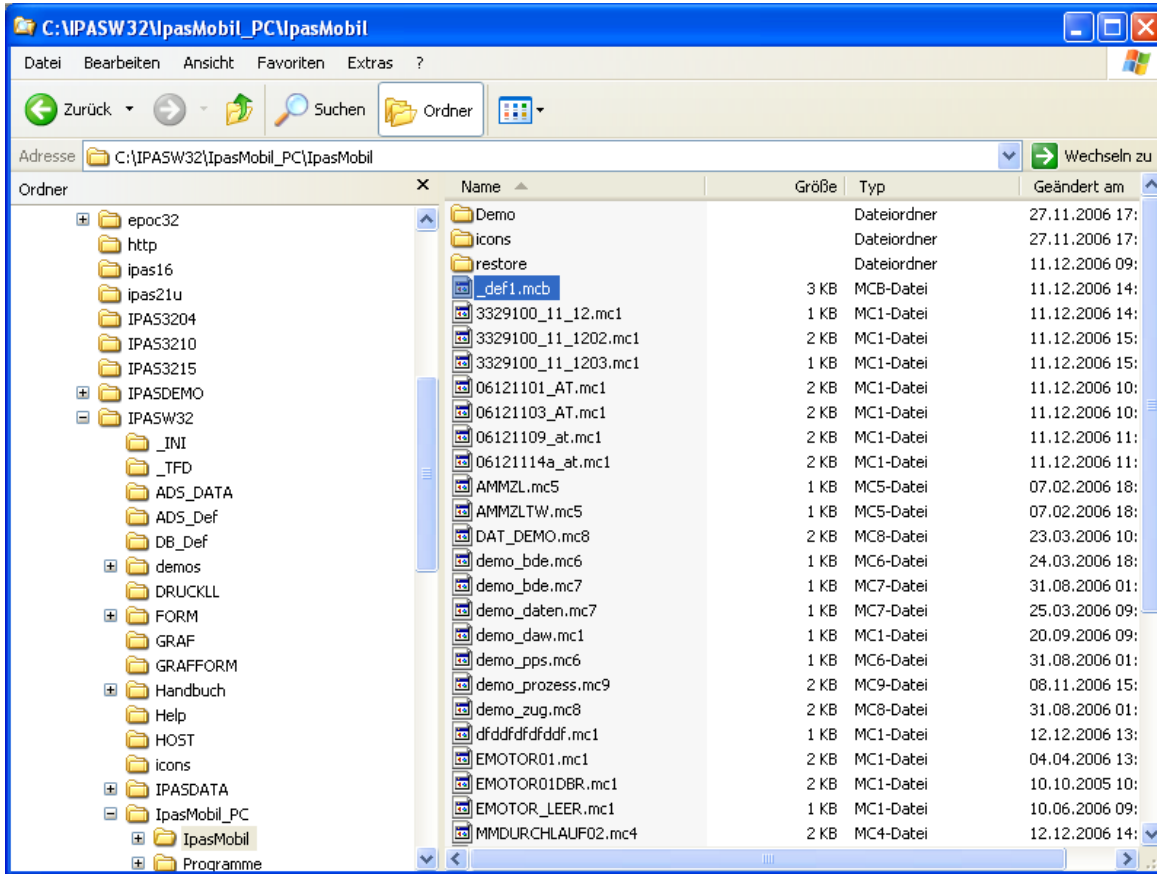 C:\IPASW32\IpasMobil_PC\IpasMobil
Datei Bearbeiten Ansicht Favoriten Extras ?
Zurück Suchen Ordner
Adresse C:\IPASW32\IpasMobil_PC\IpasMobil Wechseln zu
Ordner x
epoc32
http
ipas16
ipas21u
IPAS3204
IPAS3210
IPAS3215
IPASDEMO
IPASW32
_INI
_TFD
ADS_DATA
ADS_Def
DB_Def
demos
DRUCKLL
FORM
GRAF
GRAFFORM
Handbuch
Help
HOST
icons
IPASDATA
IpasMobil_PC
IpasMobil
Programme
Name Größe Typ Geändert am
Demo Dateiordner 27.11.2006 17:
icons Dateiordner 27.11.2006 17:
restore Dateiordner 11.12.2006 09:
_def1.mcb 3 KB MCB-Datei 11.12.2006 14:
3329100_11_12.mc1 1 KB MC1-Datei 11.12.2006 14:
3329100_11_1202.mc1 2 KB MC1-Datei 11.12.2006 15:
3329100_11_1203.mc1 1 KB MC1-Datei 11.12.2006 15:
06121101_AT.mc1 2 KB MC1-Datei 11.12.2006 10:
06121103_AT.mc1 2 KB MC1-Datei 11.12.2006 10:
06121109_at.mc1 2 KB MC1-Datei 11.12.2006 11:
06121114a_at.mc1 2 KB MC1-Datei 11.12.2006 11:
AMMZL.mc5 1 KB MC5-Datei 07.02.2006 18:
AMMZLTW.mc5 1 KB MC5-Datei 07.02.2006 18:
DAT_DEMO.mc8 2 KB MC8-Datei 23.03.2006 10:
demo_bde.mc6 1 KB MC6-Datei 24.03.2006 18:
demo_bde.mc7 1 KB MC7-Datei 31.08.2006 01:
demo_daten.mc7 1 KB MC7-Datei 25.03.2006 09:
demo_daw.mc1 1 KB MC1-Datei 20.09.2006 09:
demo_pps.mc6 1 KB MC6-Datei 31.08.2006 01:
demo_prozess.mc9 2 KB MC9-Datei 08.11.2006 15:
demo_zug.mc8 2 KB MC8-Datei 31.08.2006 01:
dfddfdfdfddf.mc1 1 KB MC1-Datei 12.12.2006 13:
EMOTOR01.mc1 2 KB MC1-Datei 04.04.2006 13:
EMOTOR01DBR.mc1 2 KB MC1-Datei 10.10.2005 10:
EMOTOR_LEER.mc1 1 KB MC1-Datei 10.06.2006 09:
MMDURCHLAUF02.mc4 2 KB MC4-Datei 12.12.2006 14: